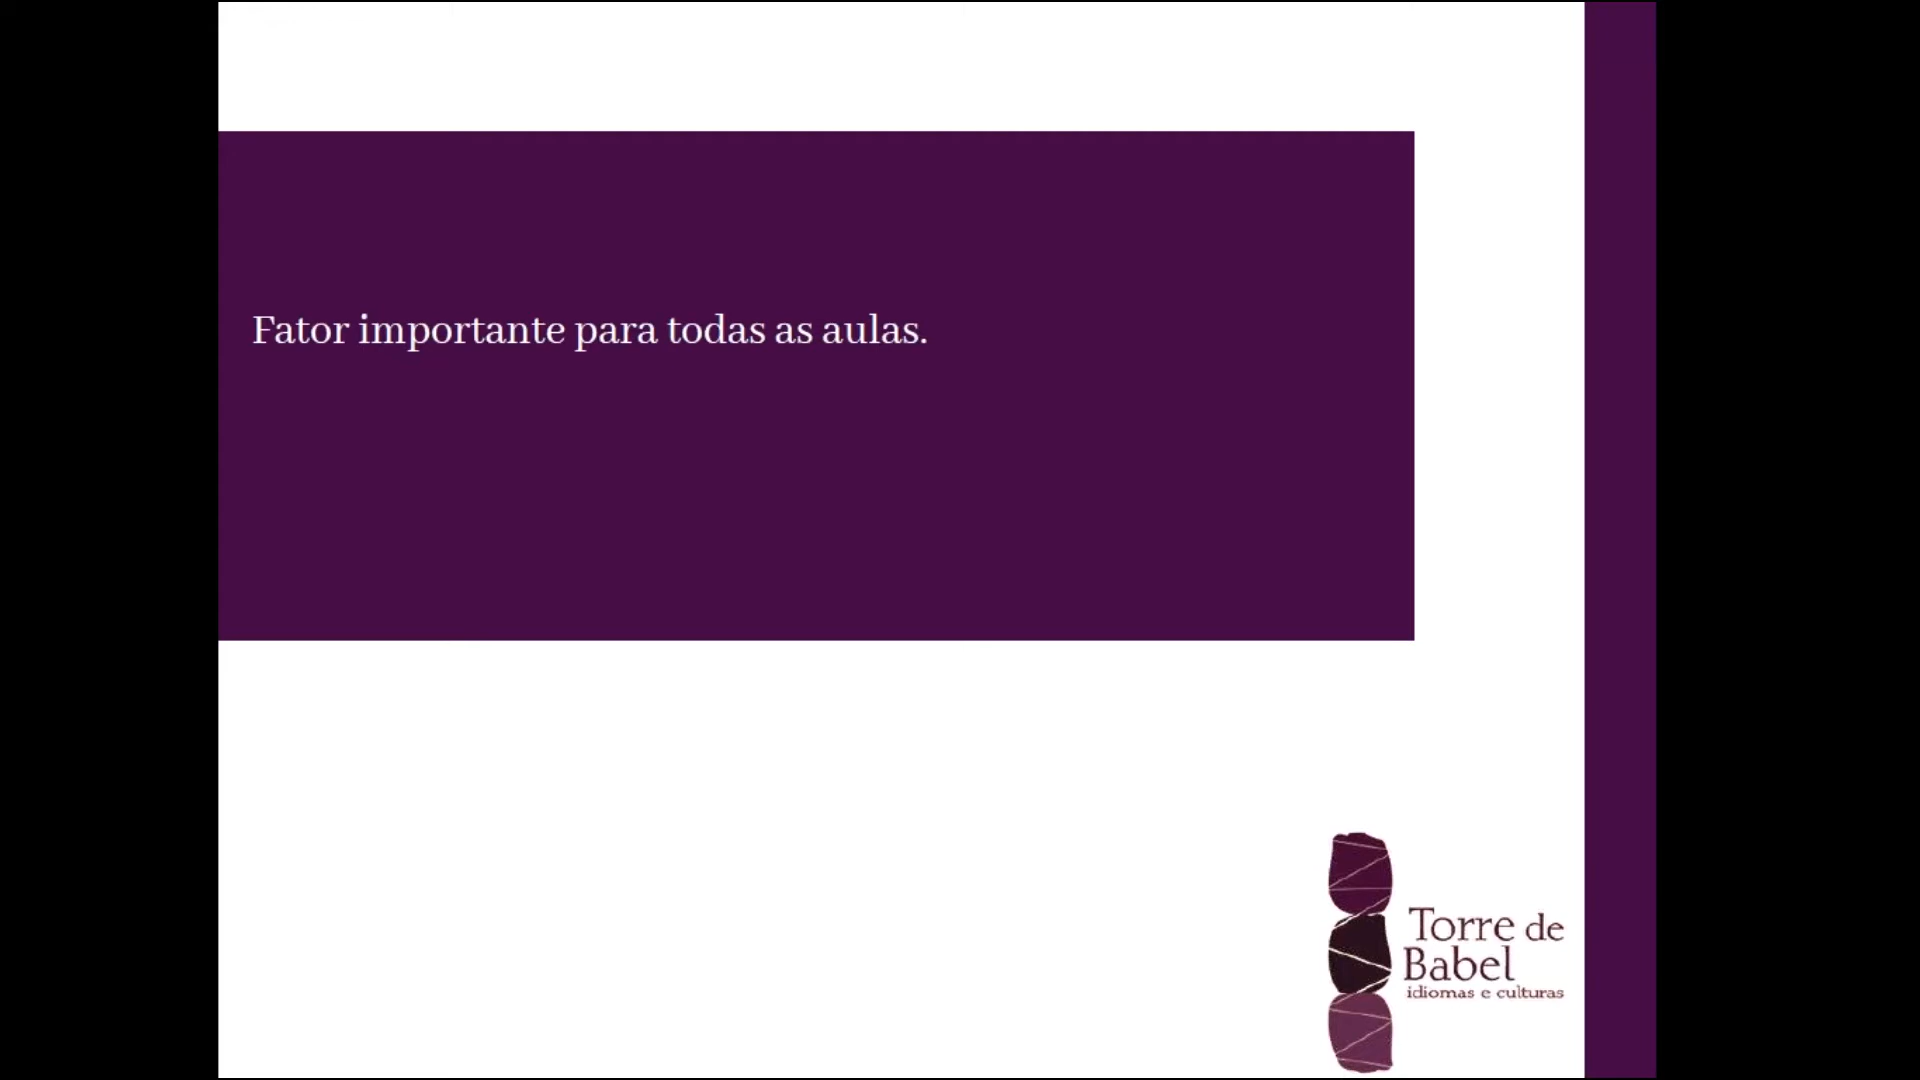 Fator importante para todas as aulas.
Torre de
Babel
idiomas e culturas